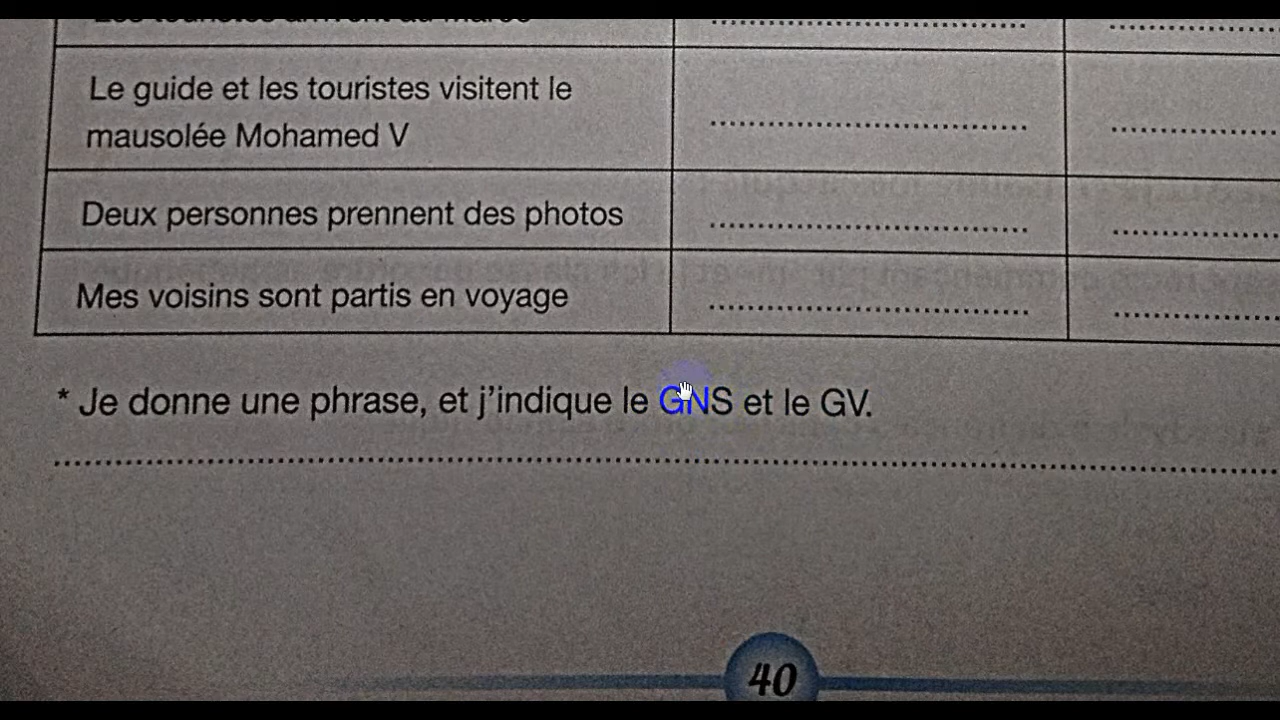 Le guide et les touristes visitent le
mausolée Mohamed V
Deux personnes prennent des photos
Mes voisins sont partis en voyage
* Je donne une phrase, et j'indique le GNS et le GV.
40